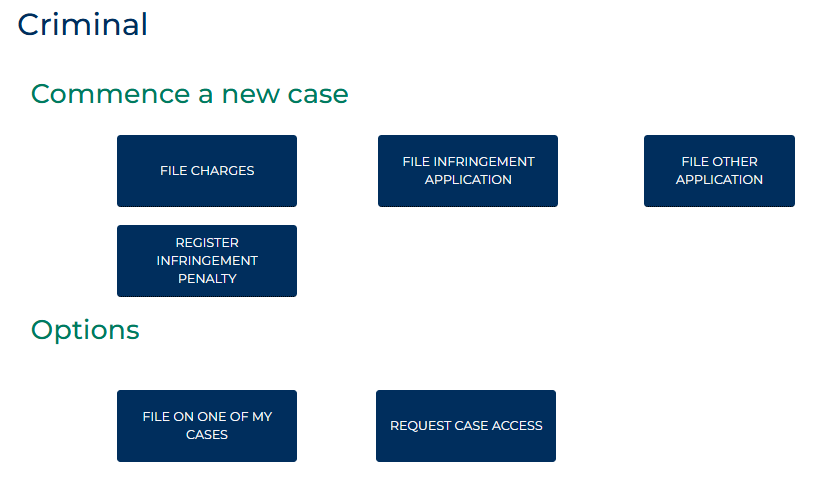 Criminal
Commence a new case
FILE CHARGES
FILE INFRINGEMENT
APPLICATION
FILE OTHER
APPLICATION
REGISTER
INFRINGEMENT
PENALTY
Options
FILE ON ONE OF MY
CASES
REQUEST CASE ACCESS